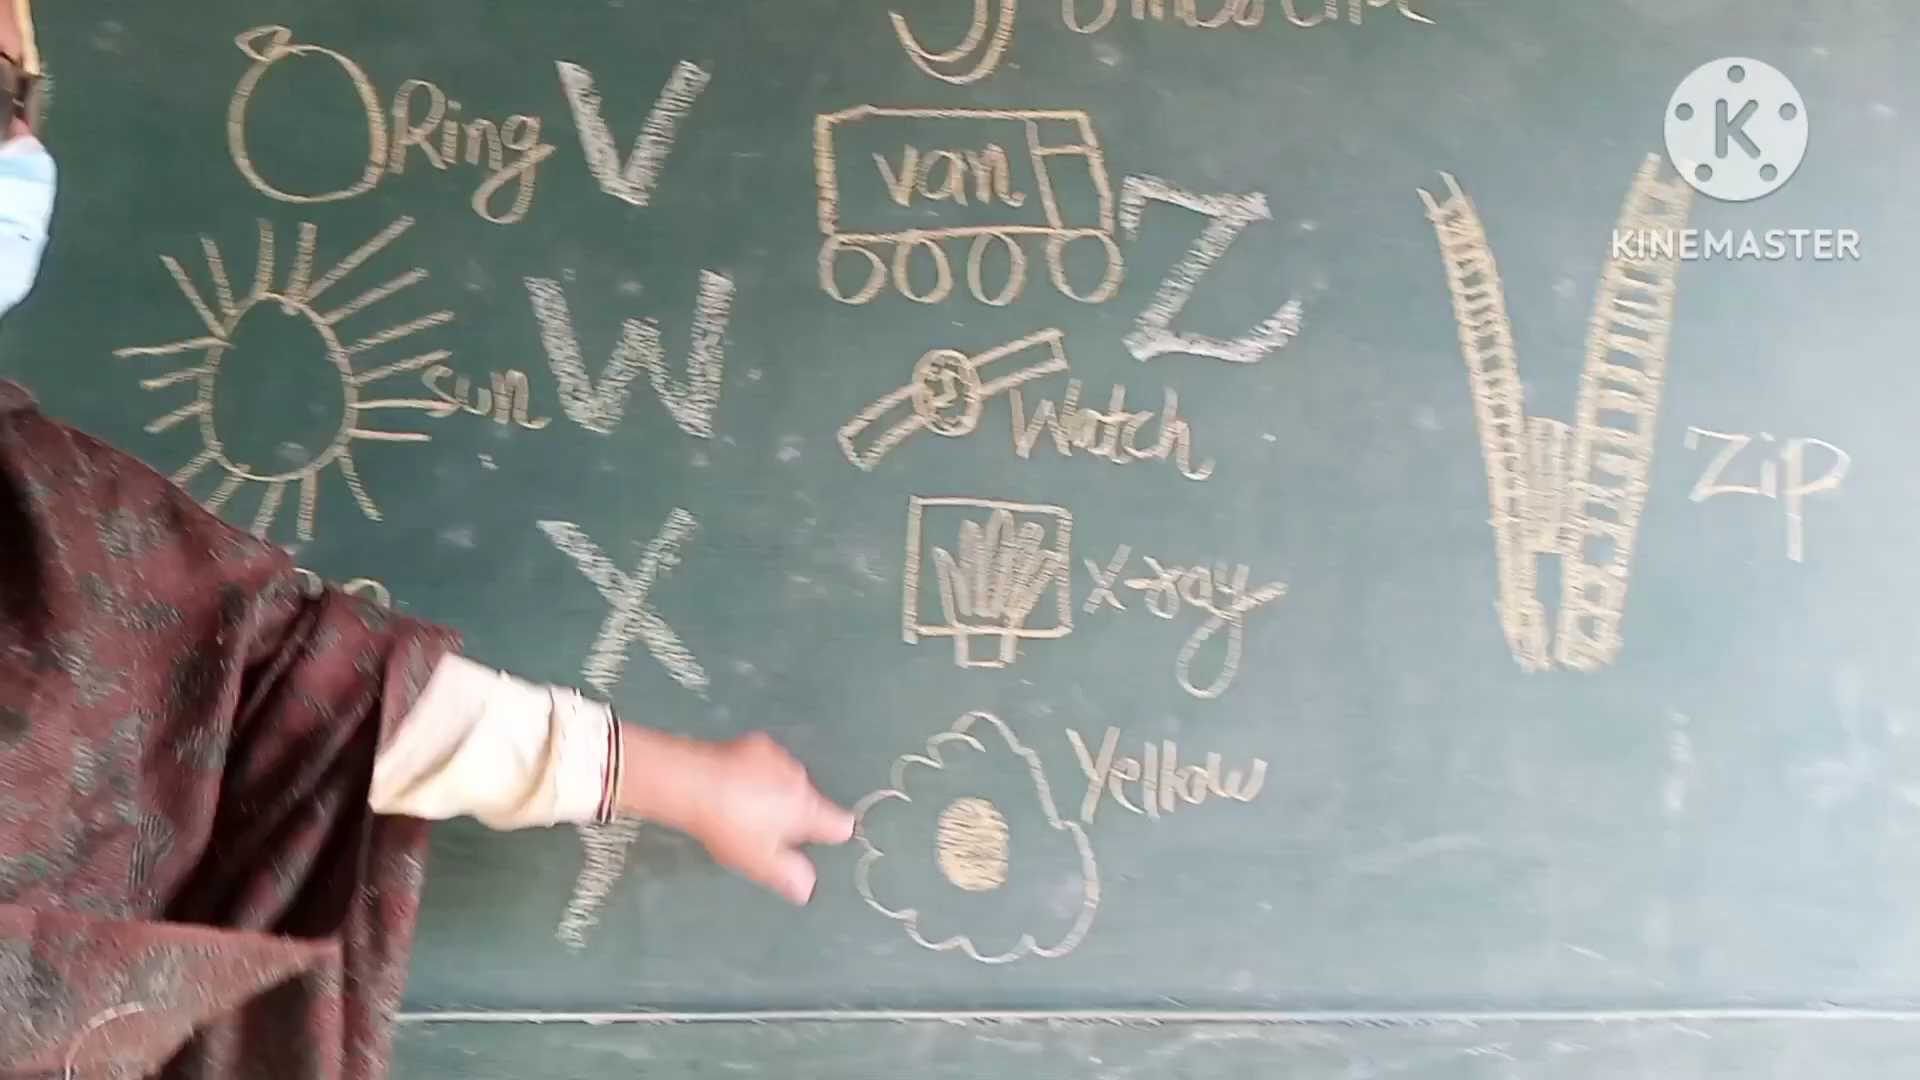 Ring V van Z
K
KINEMASTER
sun W Watch
zip
X X-ray
Yellow